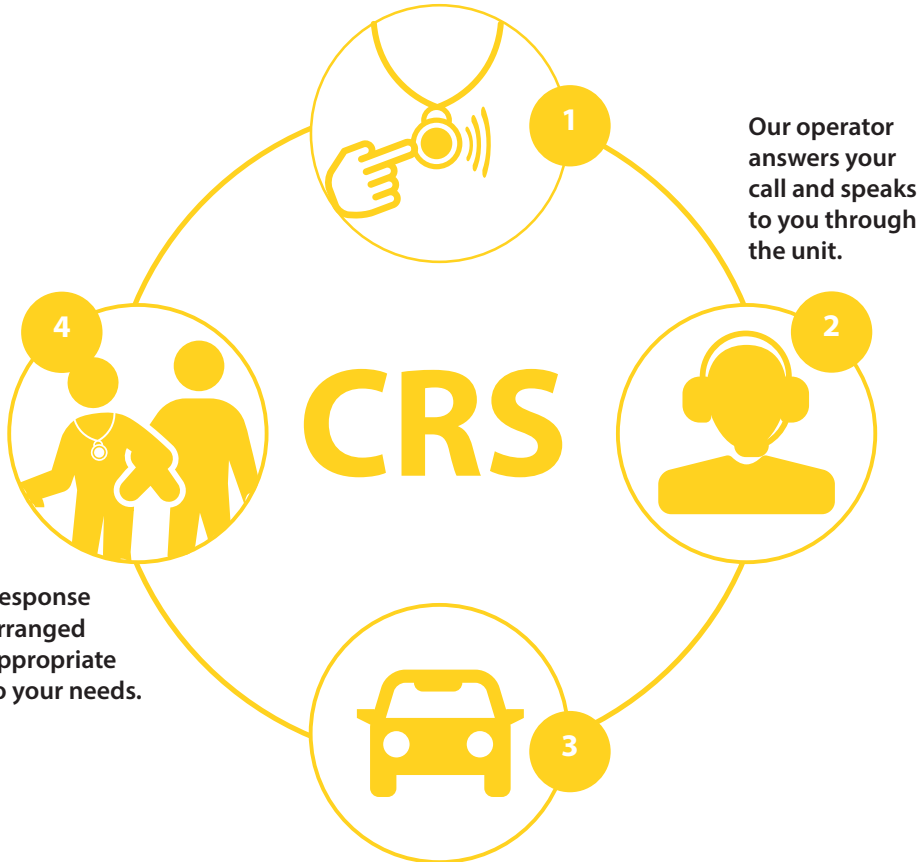 1
Our operator
answers your
call and speaks
to you through
the unit.
4
2
CRS
esponse
rranged
ppropriate
o your needs.
3